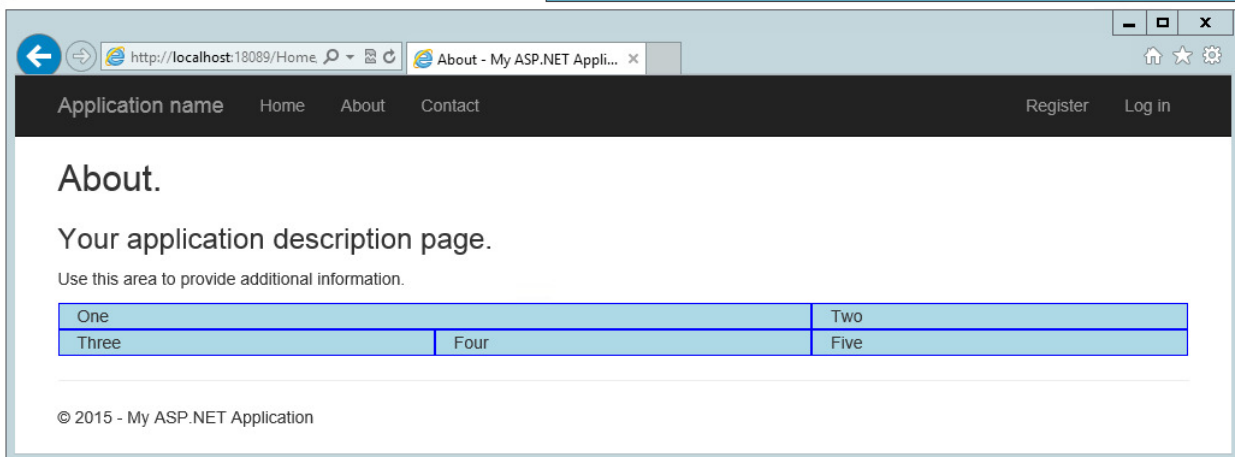 http://localhost:18089/Home, About - My ASP.NET Appli...
Application name Home About Contact Register Log in
About.
Your application description page.
Use this area to provide additional information.
One Two
Three Four Five
© 2015 - My ASP.NET Application